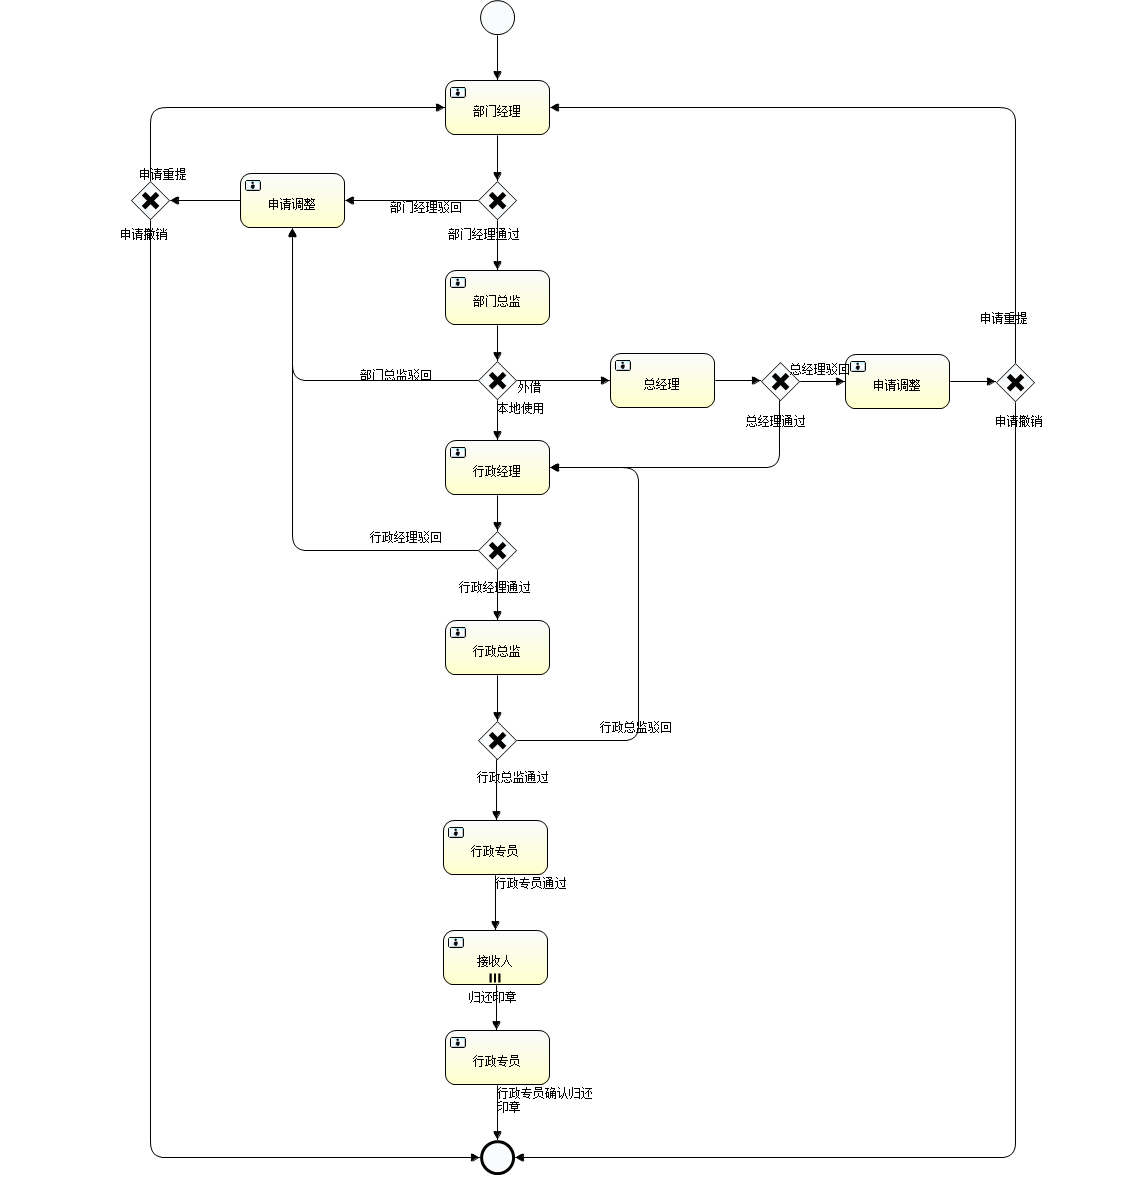 部门经理
申请重提
申请调整
部门经理驳回
申请撤销
部门经理通过
部门总监
申请重提
部门总监驳回
外借
总经理
总经理驳回
申请调整
本地使用
总经理通过
申请撤销
行政经理
行政经理驳回
行政经理通过
行政总监
行政总监驳回
行政总监通过
行政专员
行政专员通过
接收人
归还印章
行政专员
行政专员确认归还
印章